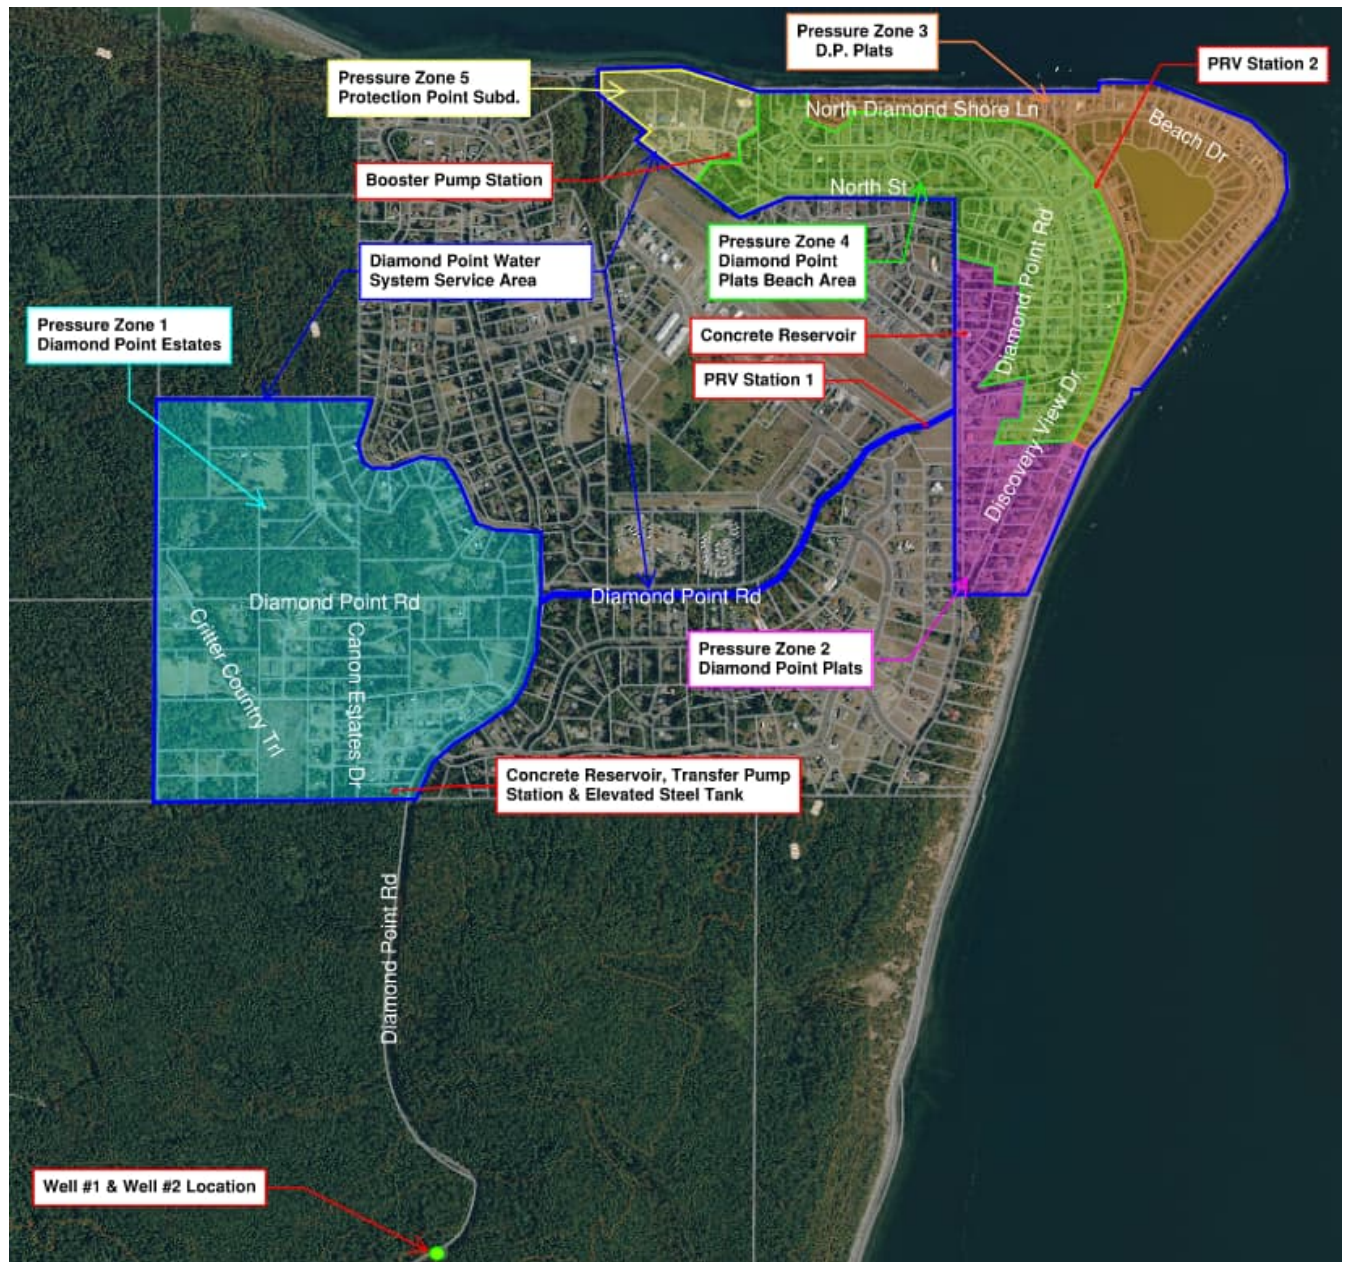 Pressure Zone 3
D.P. Plats
PRV Station 2
Pressure Zone 5
Protection Point Subd.
North Diamond Shore Ln
Beach Dr
Booster Pump Station
North St
Pressure Zone 4
Diamond Point
Plats Beach Area
Diamond Point Water
System Service Area
Diamond Point Rd
Pressure Zone 1
Diamond Point Estates
Concrete Reservoir
PRV Station 1
Discovery View Dr
Diamond Point Rd
Diamond Point Rd
Critter Country Trl
Canon Estates Dr
Pressure Zone 2
Diamond Point Plats
Concrete Reservoir, Transfer Pump
Station & Elevated Steel Tank
Diamond Point Rd
Well #1 & Well #2 Location